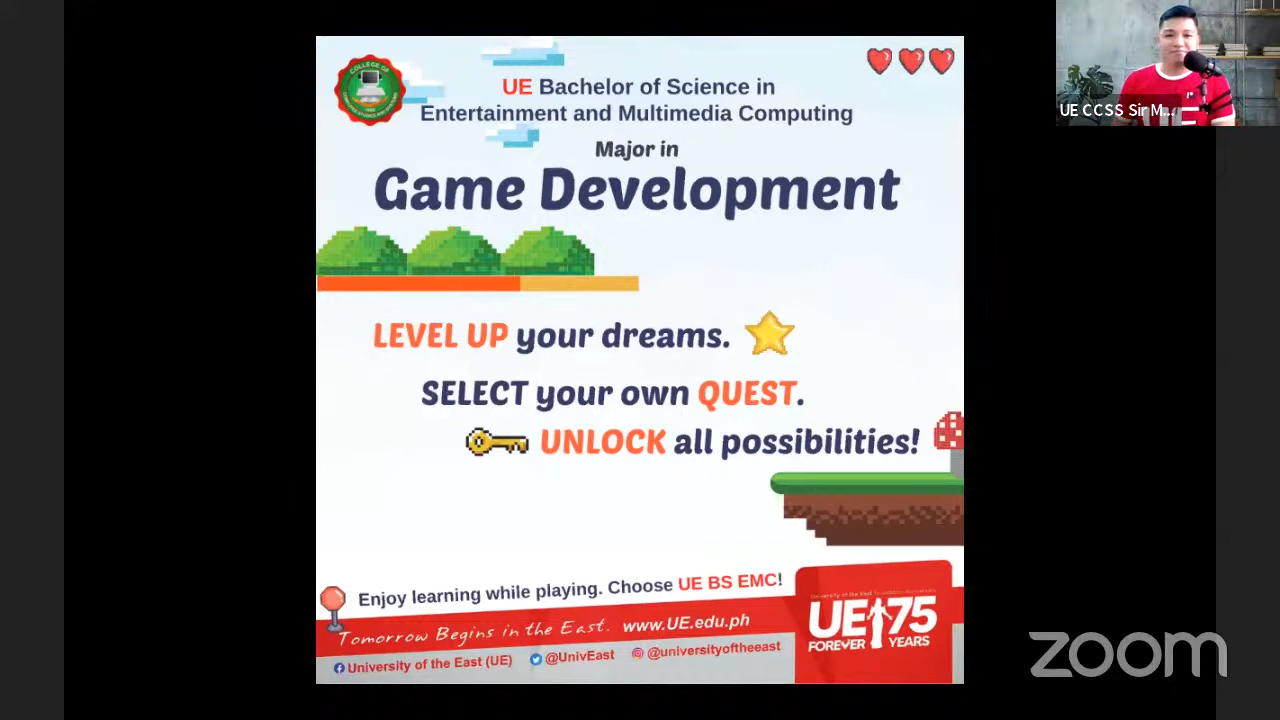 UE Bachelor of Science in
Entertainment and Multimedia Computing
Major in
Game Development
LEVEL UP your dreams.
SELECT your own QUEST.
UNLOCK all possibilities!
Enjoy learning while playing. Choose UE BS EMC!
Tomorrow Begins in the East. www.UE.edu.ph
University of the East (UE) @UnivEast @universityoftheeast
UE 75
FOREVER YEARS
UE CCSS Sir M...
zoom